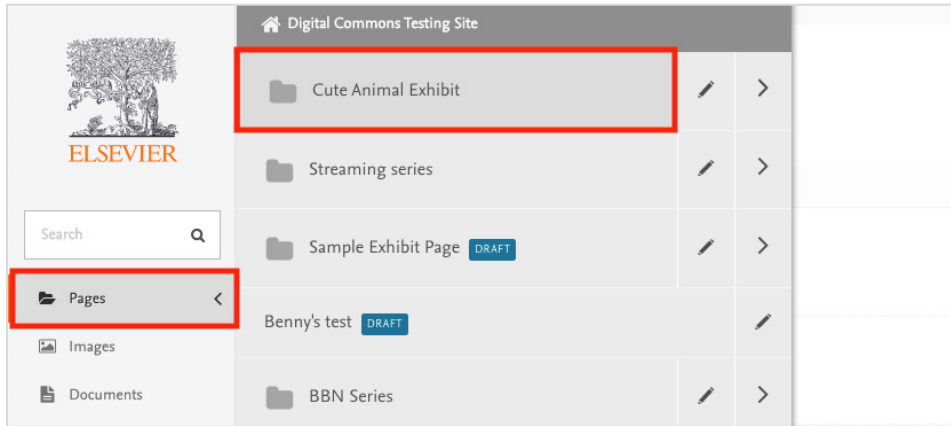 Digital Commons Testing Site
Cute Animal Exhibit
ELSEVIER
Streaming series
Search
Sample Exhibit Page DRAFT
Pages
Benny's test DRAFT
Images
Documents
BBN Series